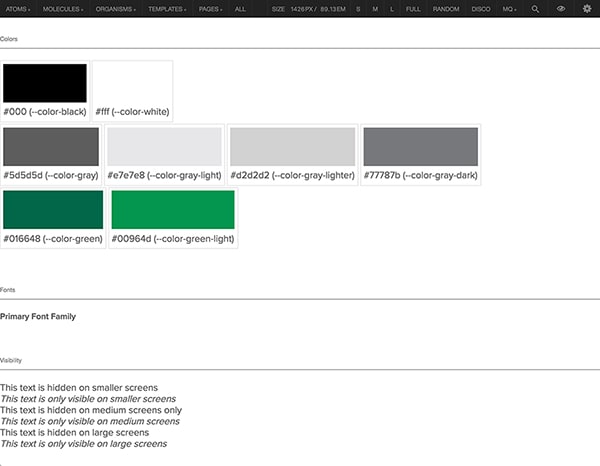 ATOMS MOLECULES ORGANISMS TEMPLATES PAGES ALL SIZE 1426PX / 89.13EM S M L FULL RANDOM DISCO MQ
Colors
#000 (--color-black) #fff (--color-white)
#5d5d5d (--color-gray) #e7e7e8 (--color-gray-light) #d2d2d2 (--color-gray-lighter) #77787b (--color-gray-dark)
#016648 (--color-green) #00964d (--color-green-light)
Fonts
Primary Font Family
Visibility
This text is hidden on smaller screens
This text is only visible on smaller screens
This text is hidden on medium screens only
This text is only visible on medium screens
This text is hidden on large screens
This text is only visible on large screens